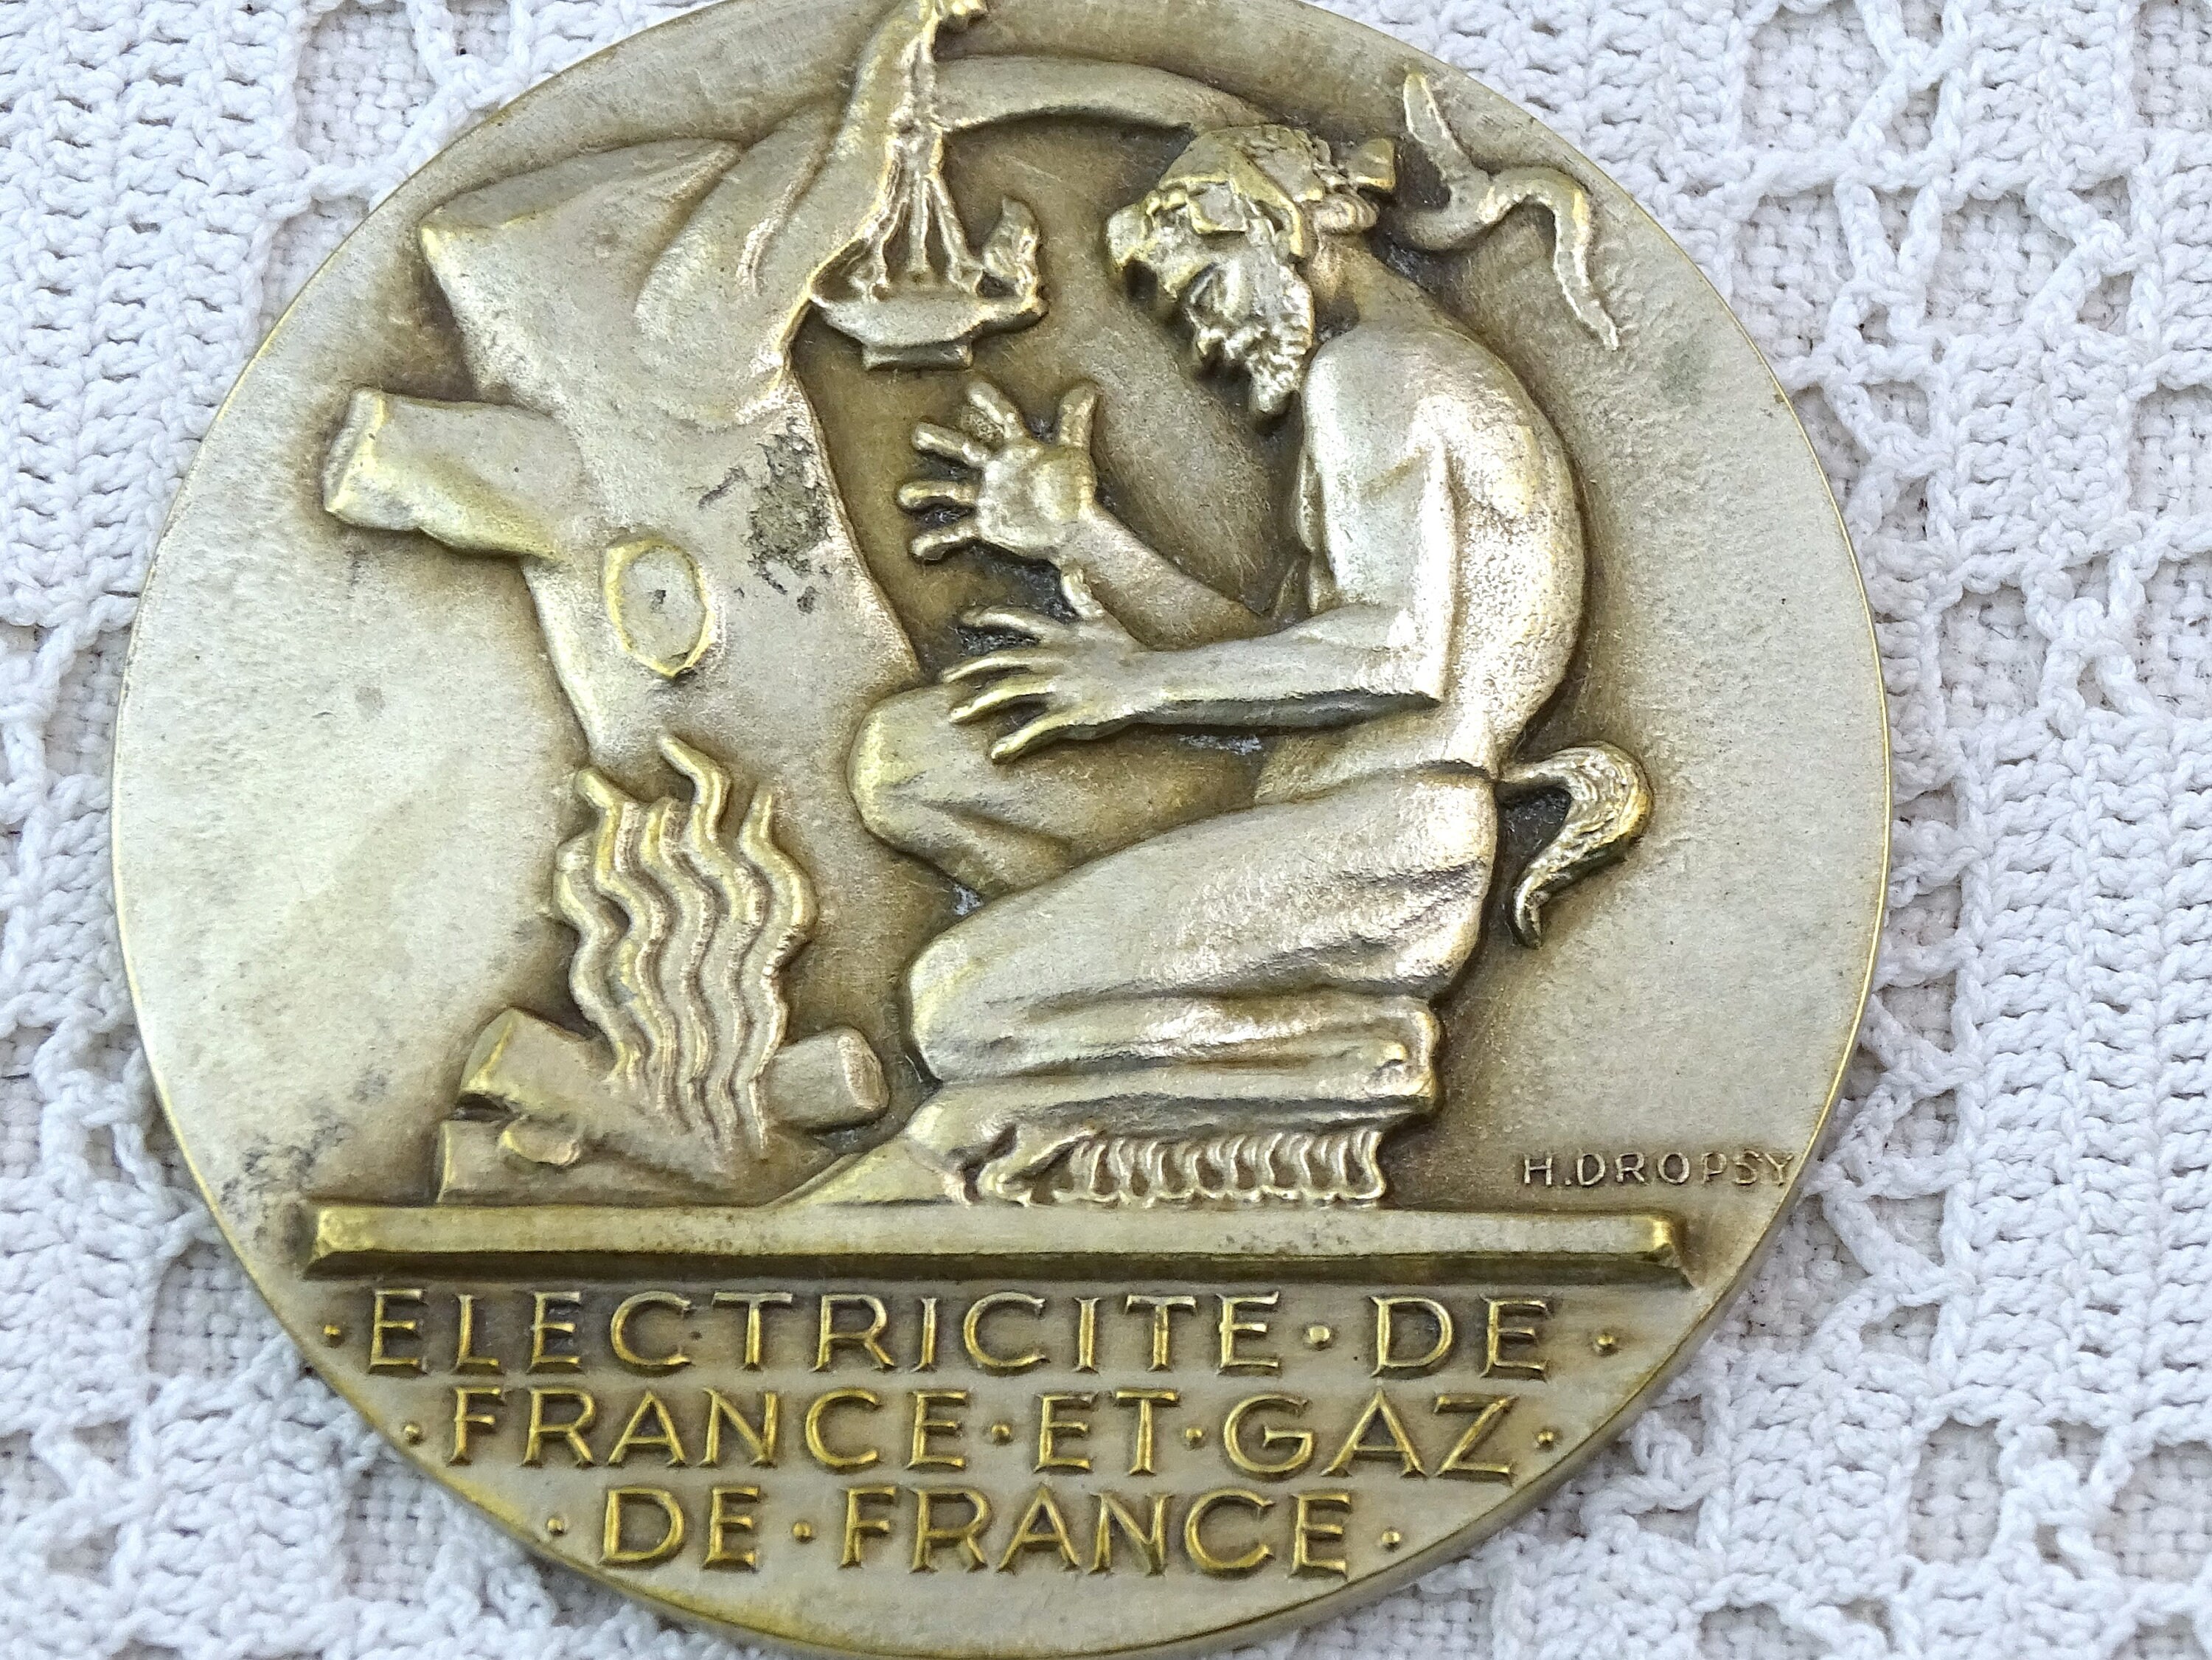 H.DROPSY
·ELECTRICITE·DE·
·FRANCE·ET·GAZ·
·DE·FRANCE·